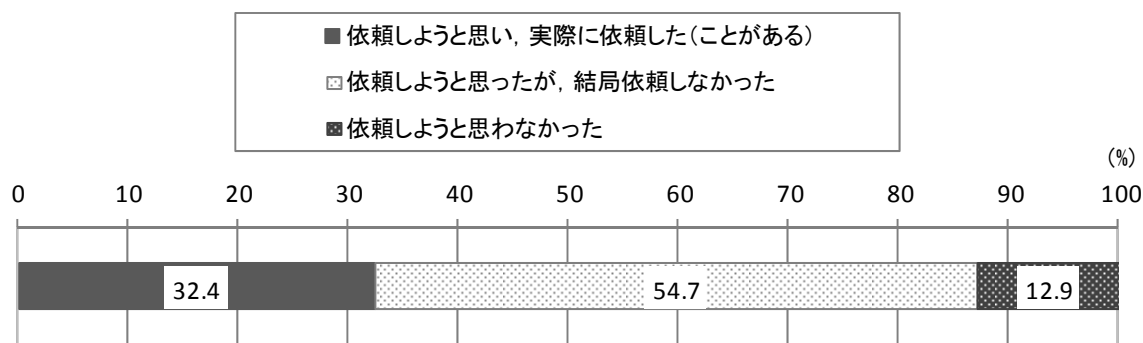 依頼しようと思い，実際に依頼した（ことがある）
依頼しようと思ったが，結局依頼しなかった
依頼しようと思わなかった
(%)
0 10 20 30 40 50 60 70 80 90 100
32.4 54.7 12.9